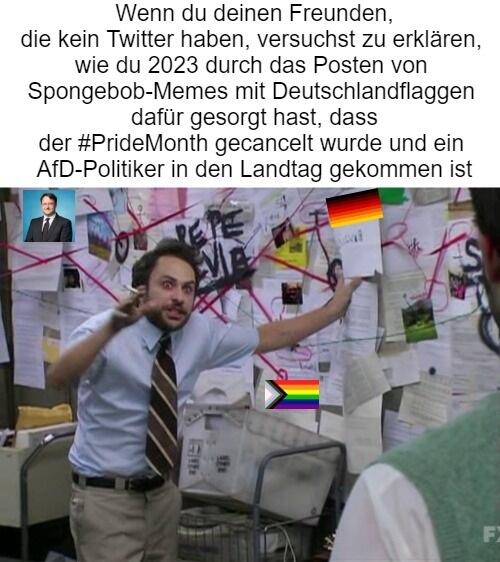 Wenn du deinen Freunden,
die kein Twitter haben, versuchst zu erklären,
wie du 2023 durch das Posten von
Spongebob-Memes mit Deutschlandflaggen
dafür gesorgt hast, dass
der #PrideMonth gecancelt wurde und ein
AfD-Politiker in den Landtag gekommen ist
PEPE
SILVIA
FX